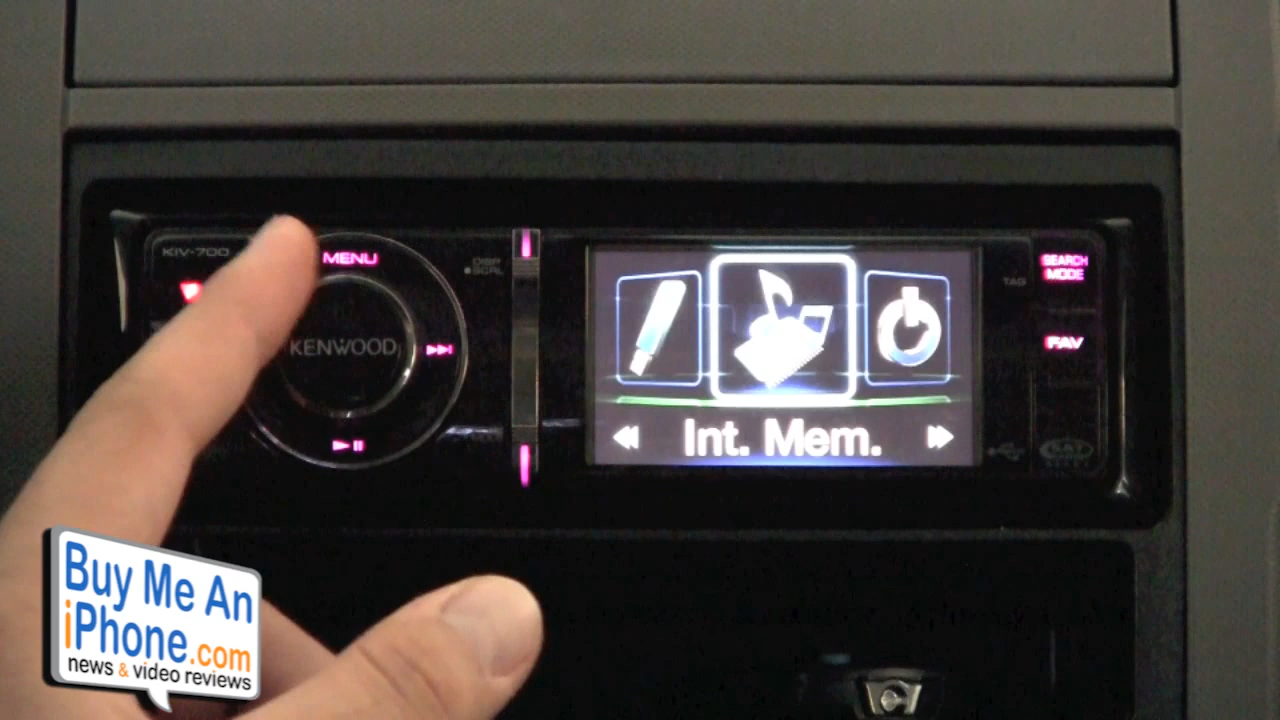 KIV-700
MENU
DISP
SCRL
KENWOOD
Int. Mem.
TAG
SEARCH
MODE
FAV
Buy Me An
iPhone.com
news & video reviews